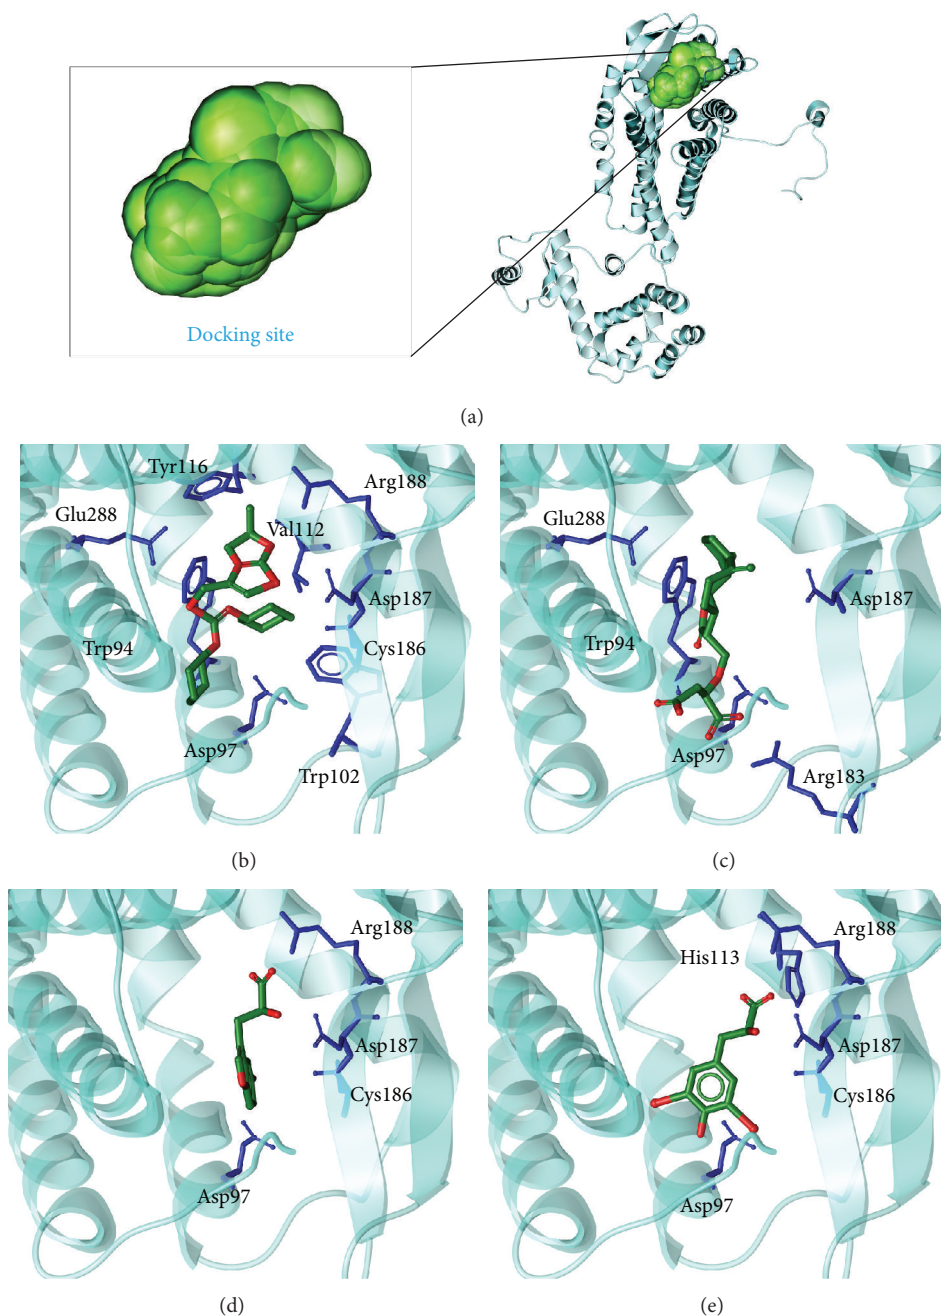 Docking site
(a)
Tyr116
Arg188
Glu288
Val112
Asp187
Trp94
Cys186
Asp97
Trp102
(b)
Glu288
Asp187
Trp94
Asp97
Arg183
(c)
Arg188
Asp187
Cys186
Asp97
(d)
Arg188
His113
Asp187
Cys186
Asp97
(e)